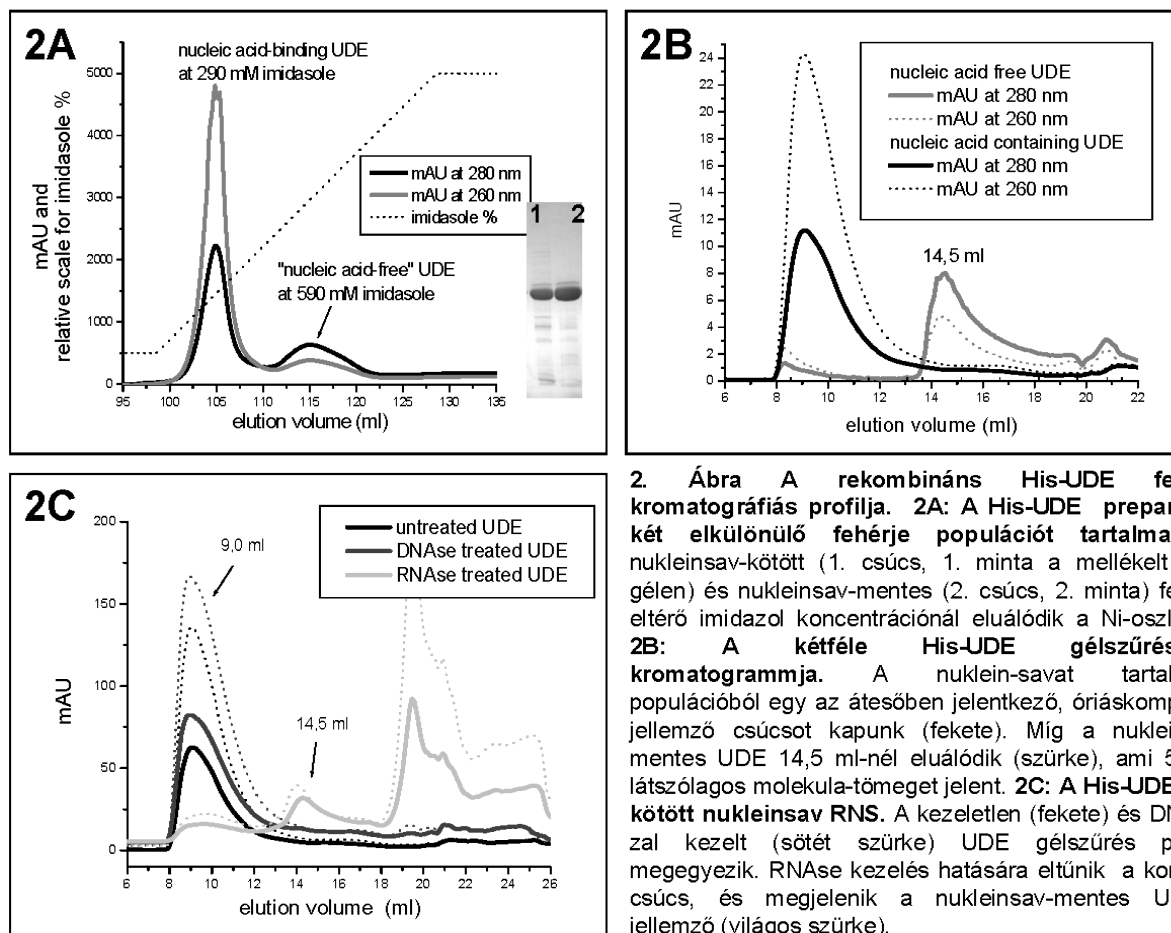 2A
nucleic acid-binding UDE
at 290 mM imidasole
5000
4000
3000
2000
1000
0
mAU and
relative scale for imidasole %
mAU at 280 nm
mAU at 260 nm
imidasole %
"nucleic acid-free" UDE
at 590 mM imidasole
1 2
95 100 105 110 115 120 125 130 135
elution volume (ml)
2B
24
22
20
18
16
14
12
10
8
6
4
2
0
mAU
nucleic acid free UDE
mAU at 280 nm
mAU at 260 nm
nucleic acid containing UDE
mAU at 280 nm
mAU at 260 nm
14,5 ml
6 8 10 12 14 16 18 20 22
elution volume (ml)
2C
200
150
100
50
0
mAU
untreated UDE
DNAse treated UDE
RNAse treated UDE
9,0 ml
14,5 ml
6 8 10 12 14 16 18 20 22 24 26
elution volume (ml)
2. Ábra A rekombináns His-UDE fe
kromatográfiás profilja. 2A: A His-UDE prepar
két elkülönülő fehérje populációt tartalma
nukleinsav-kötött (1. csúcs, 1. minta a mellékelt
gélen) és nukleinsav-mentes (2. csúcs, 2. minta) fe
eltérő imidazol koncentrációnál eluálódik a Ni-oszl
2B: A kétféle His-UDE gélszűrés
kromatogrammja. A nuklein-savat tartal
populációból egy az átesőben jelentkező, óriáskomp
jellemző csúcsot kapunk (fekete). Míg a nuklei
mentes UDE 14,5 ml-nél eluálódik (szürke), ami 5
látszólagos molekula-tömeget jelent. 2C: A His-UDE
kötött nukleinsav RNS. A kezeletlen (fekete) és DN
zal kezelt (sötét szürke) UDE gélszűrés p
megegyezik. RNAse kezelés hatására eltűnik a kor
csúcs, és megjelenik a nukleinsav-mentes U
jellemző (világos szürke).